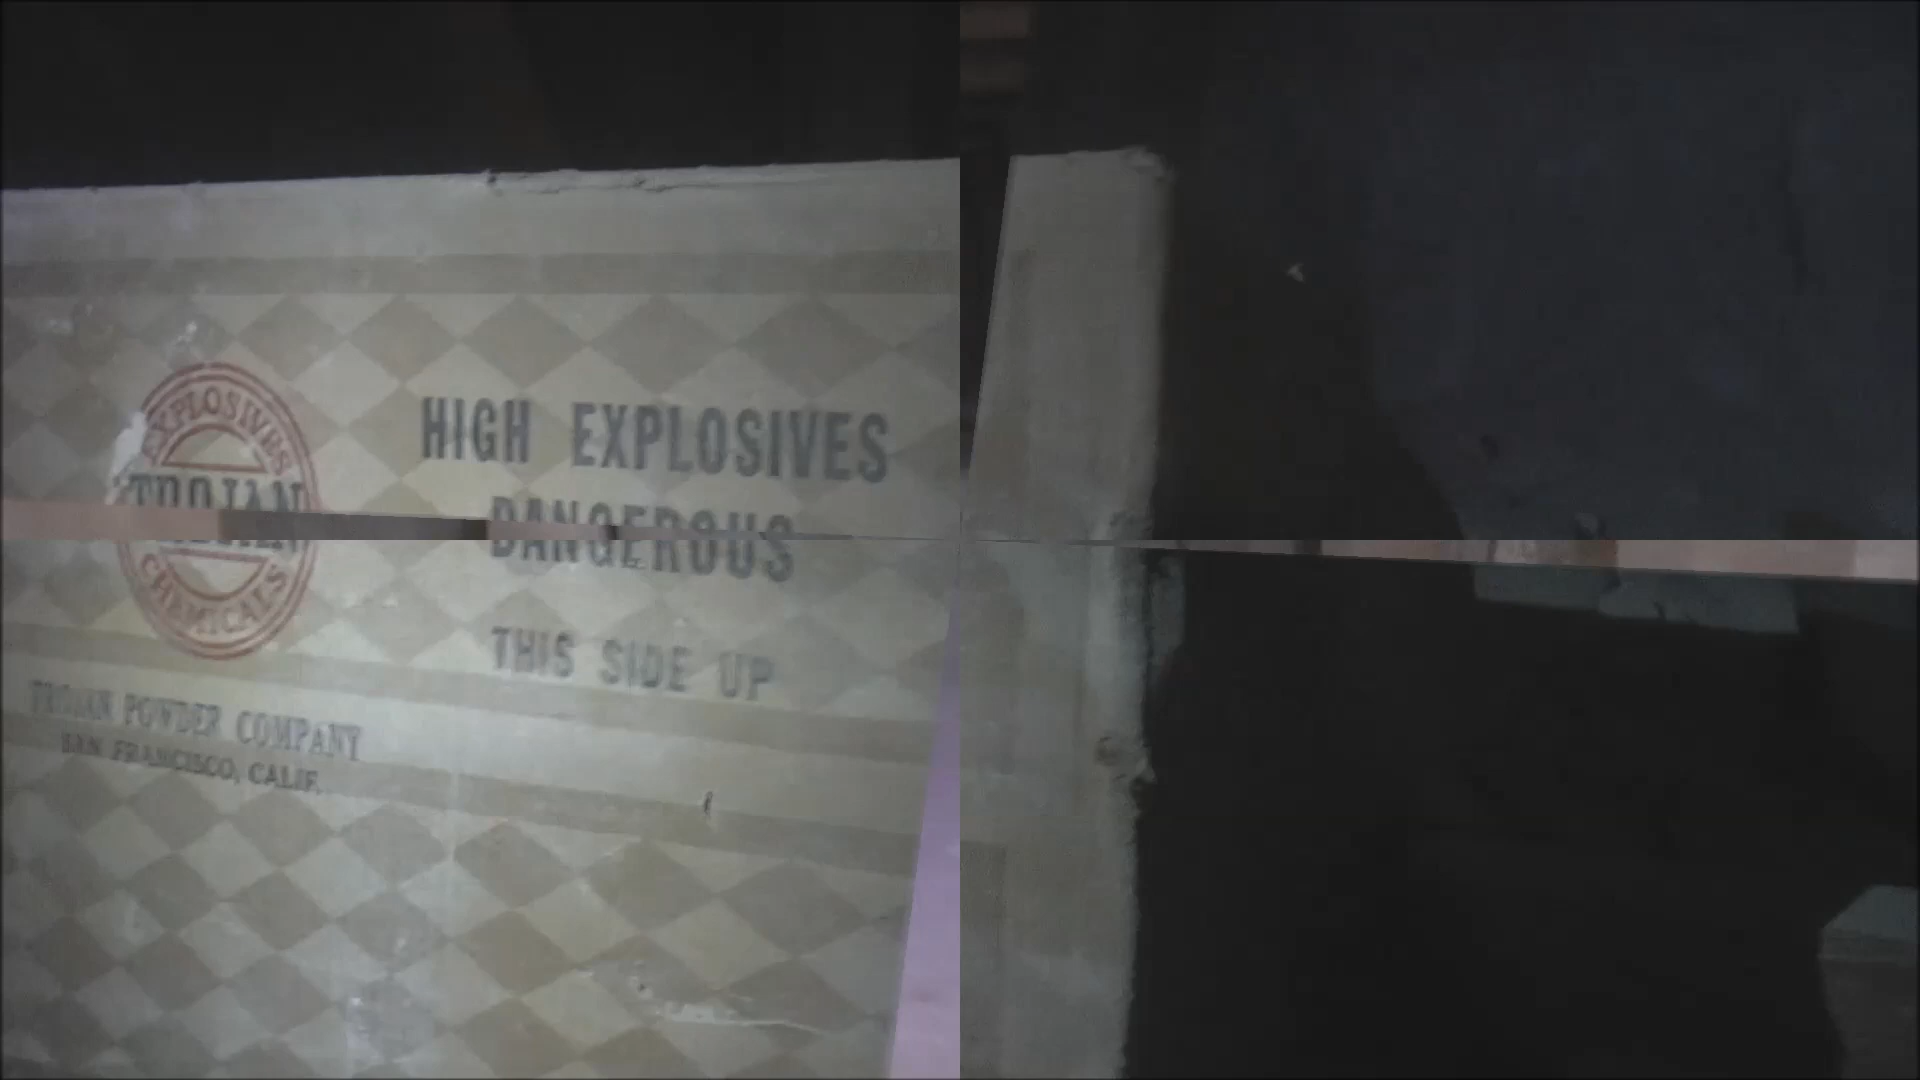 EXPLOSIVES
TROJAN
CHEMICALS
HIGH EXPLOSIVES
DANGEROUS
THIS SIDE UP
TROJAN POWDER COMPANY
SAN FRANCISCO, CALIF.